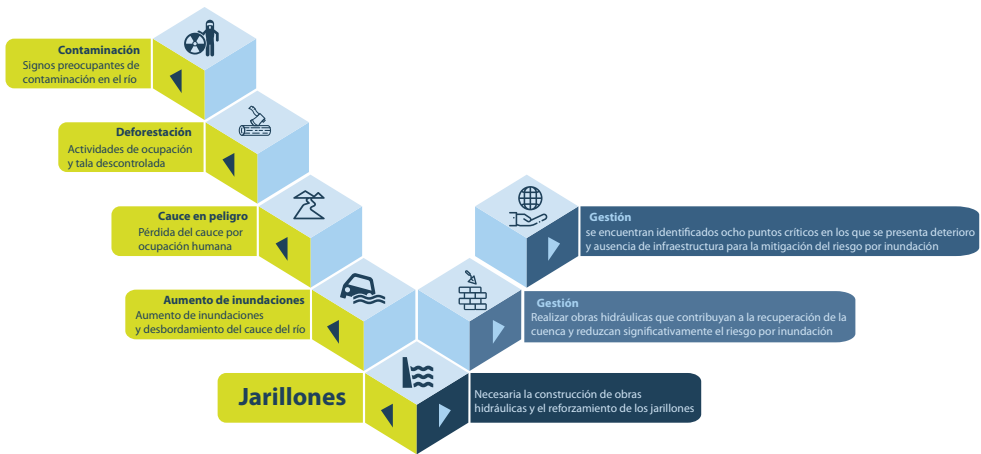 Contaminación
Signos preocupantes de
contaminación en el río
Deforestación
Actividades de ocupación
y tala descontrolada
Cauce en peligro
Pérdida del cauce por
ocupación humana
Gestión
se encuentran identificados ocho puntos críticos en los que se presenta deterioro
y ausencia de infraestructura para la mitigación del riesgo por inundación
Aumento de inundaciones
Aumento de inundaciones
y desbordamiento del cauce del río
Gestión
Realizar obras hidráulicas que contribuyan a la recuperación de la
cuenca y reduzcan significativamente el riesgo por inundación
Jarillones
Necesaria la construcción de obras
hidráulicas y el reforzamiento de los jarillones